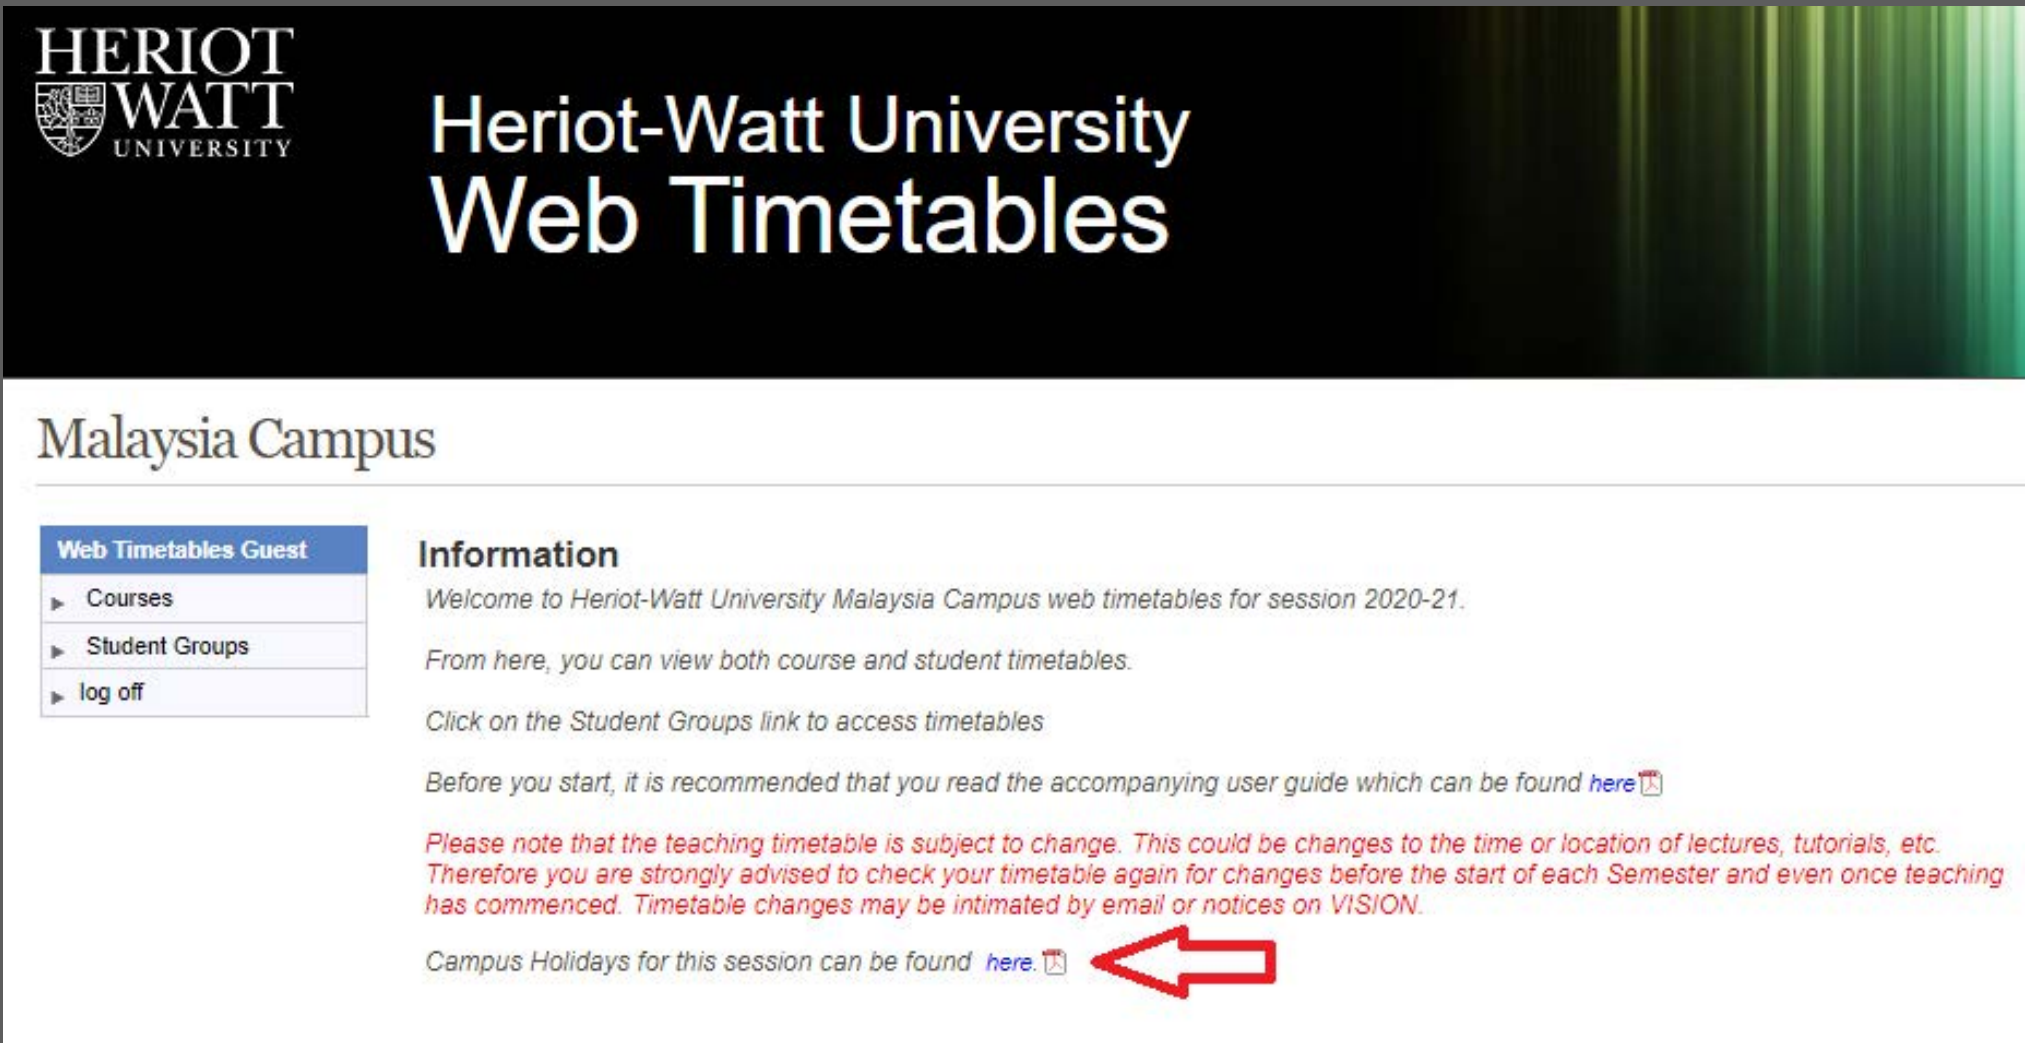 HERIOT
WATT
UNIVERSITY
Heriot-Watt University
Web Timetables
Malaysia Campus
Web Timetables Guest
Courses
Student Groups
log off
Information
Welcome to Heriot-Watt University Malaysia Campus web timetables for session 2020-21.
From here, you can view both course and student timetables.
Click on the Student Groups link to access timetables
Before you start, it is recommended that you read the accompanying user guide which can be found here
Please note that the teaching timetable is subject to change. This could be changes to the time or location of lectures, tutorials, etc.
Therefore you are strongly advised to check your timetable again for changes before the start of each Semester and even once teaching
has commenced. Timetable changes may be intimated by email or notices on VISION.
Campus Holidays for this session can be found here.